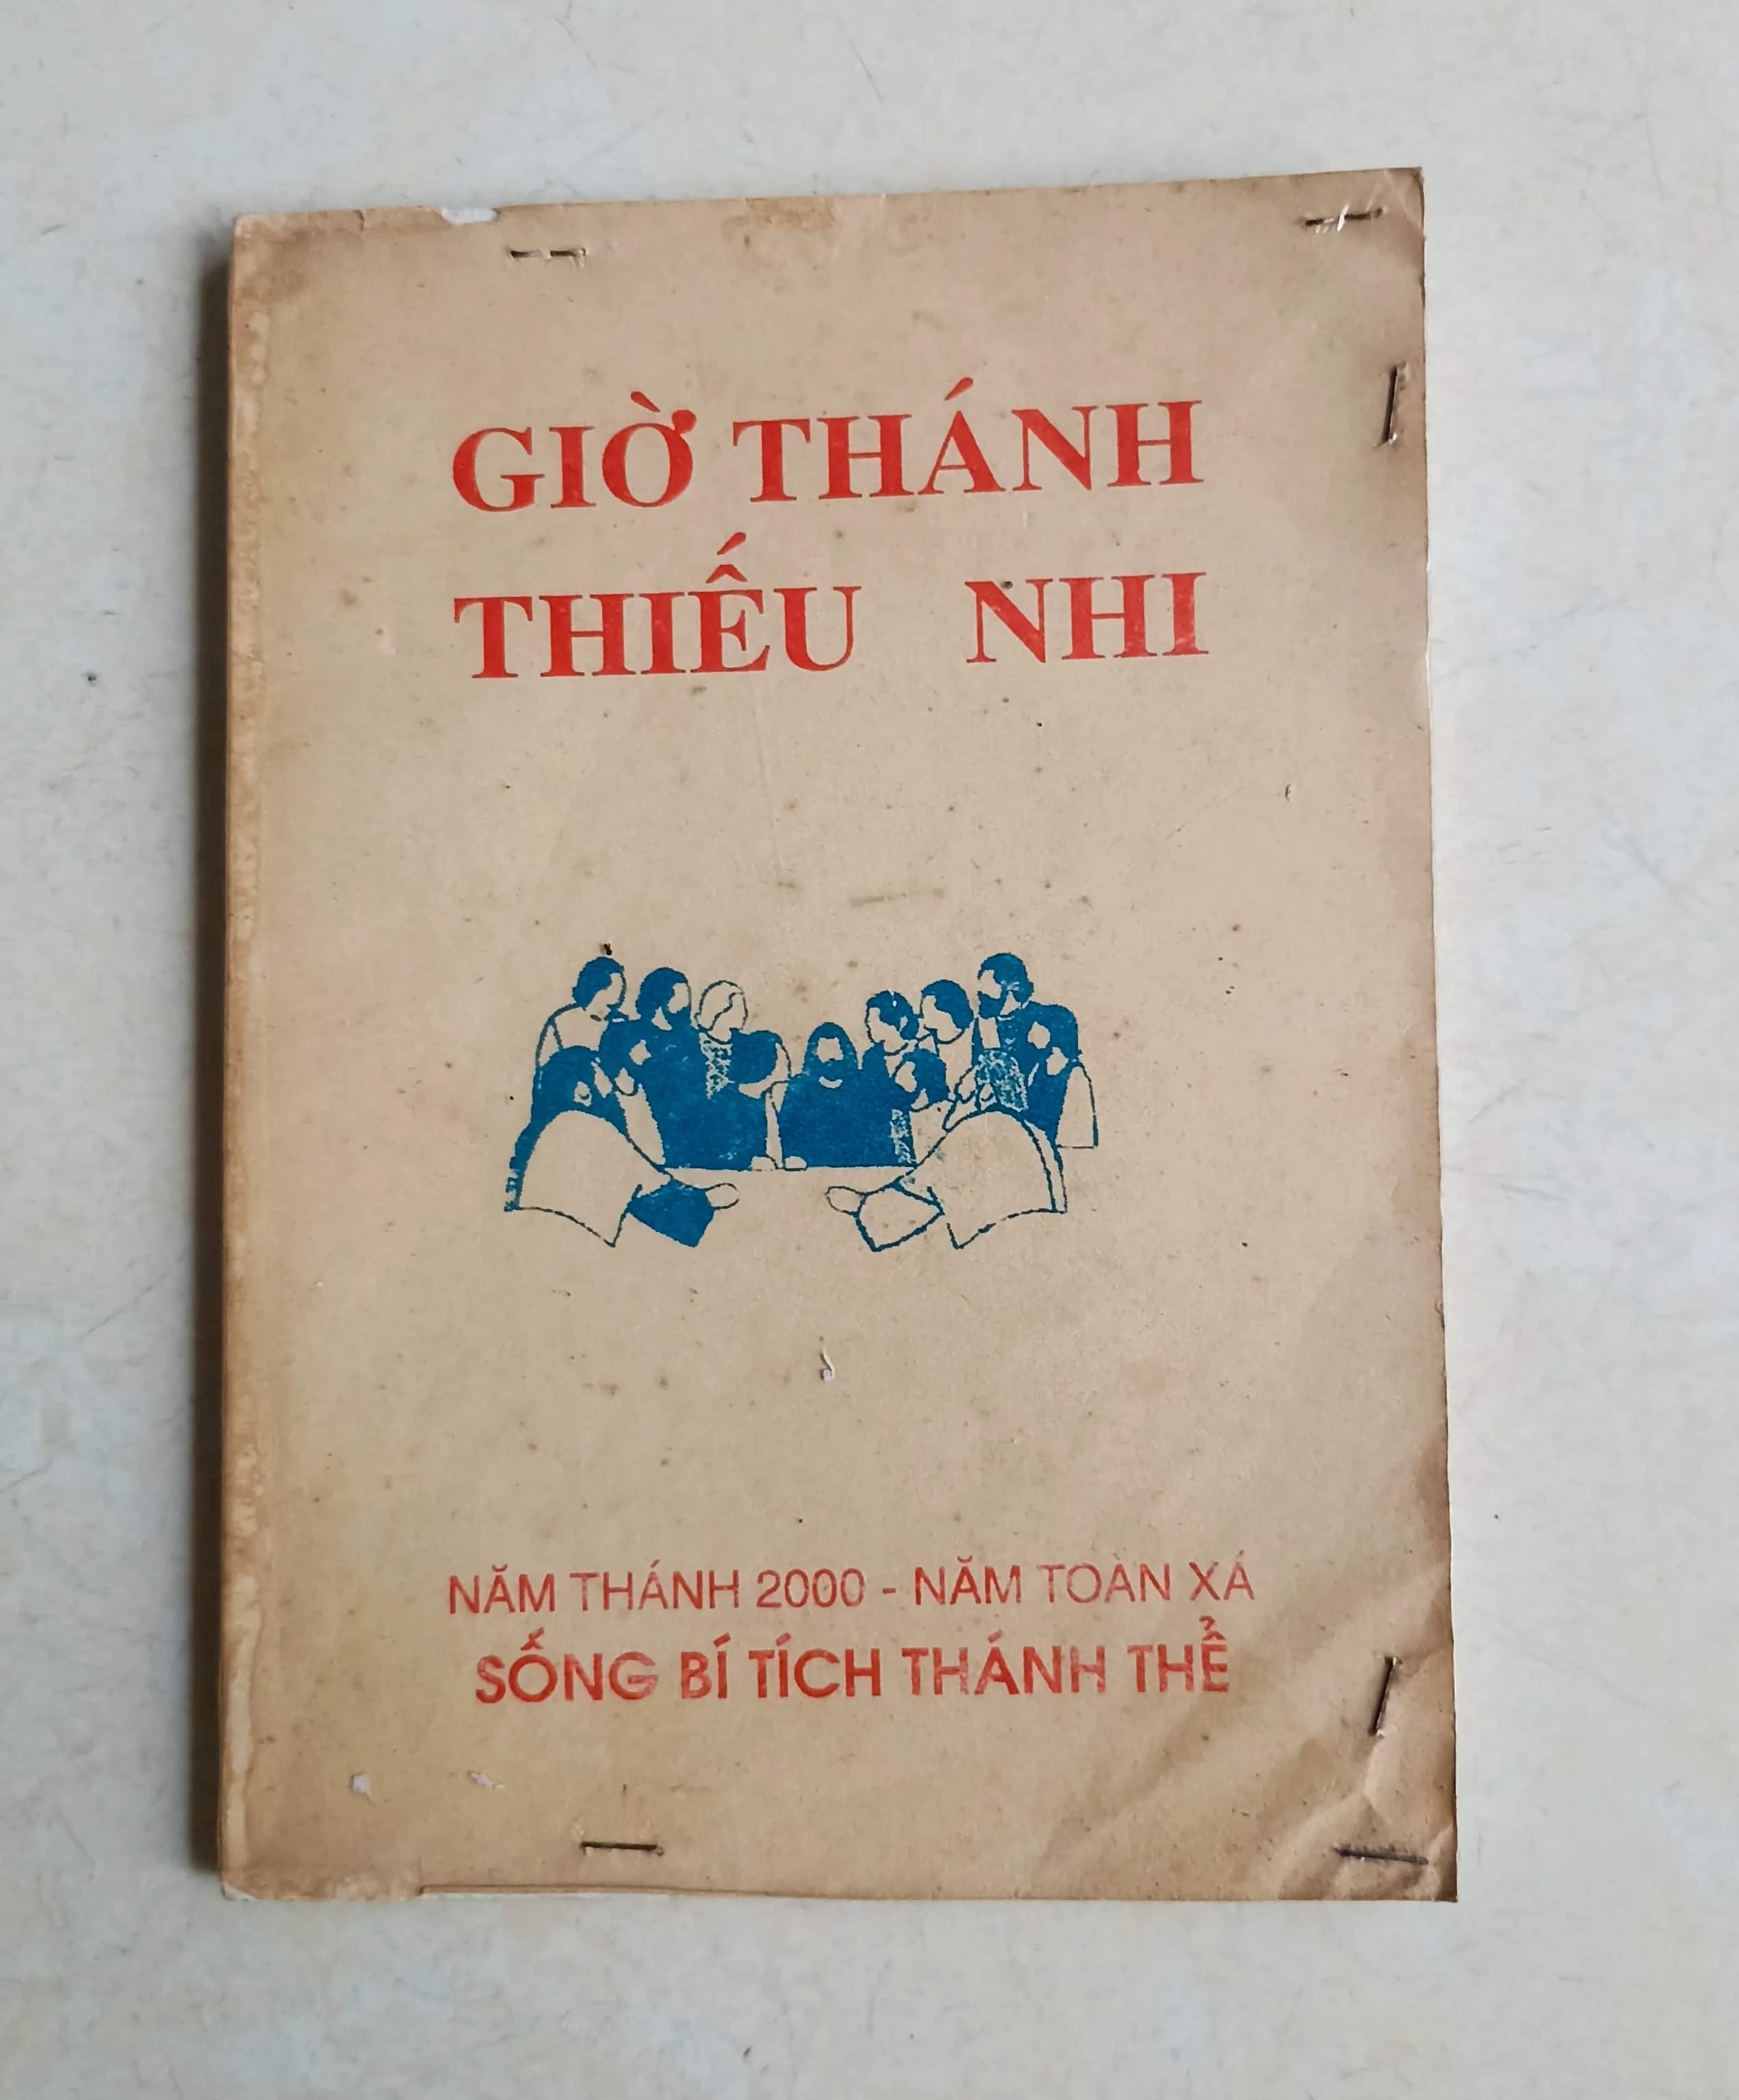 GIỜ THÁNH
THIẾU NHI
NĂM THÁNH 2000 - NĂM TOÀN XÁ
SỐNG BÍ TÍCH THÁNH THỂ